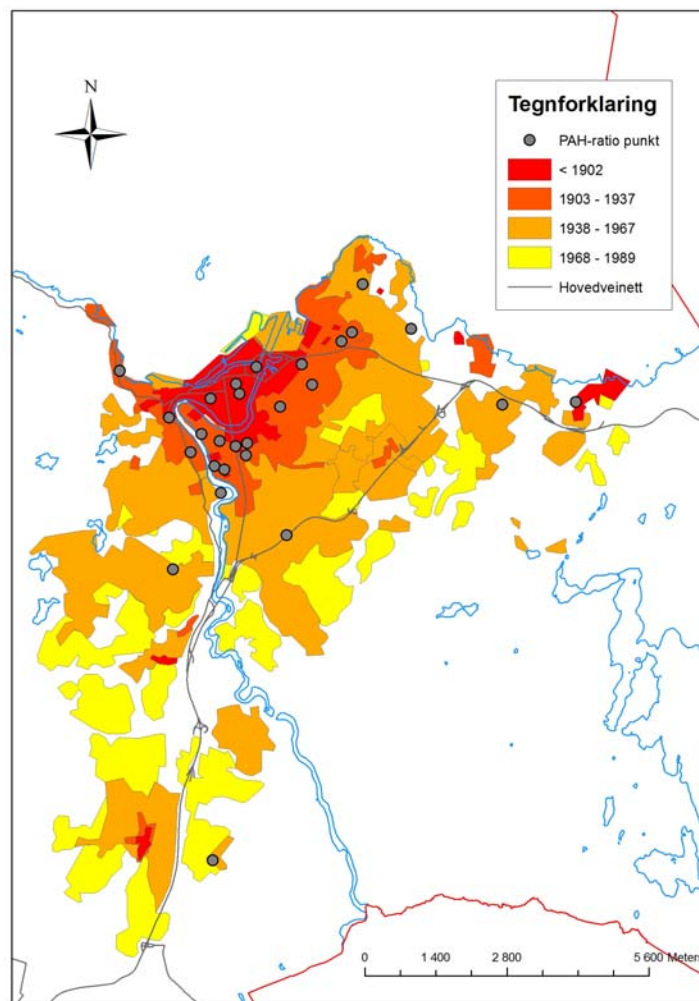 N
Tegnforklaring
PAH-ratio punkt
< 1902
1903 - 1937
1938 - 1967
1968 - 1989
Hovedveinett
0 1 400 2 800 5 600 Meters